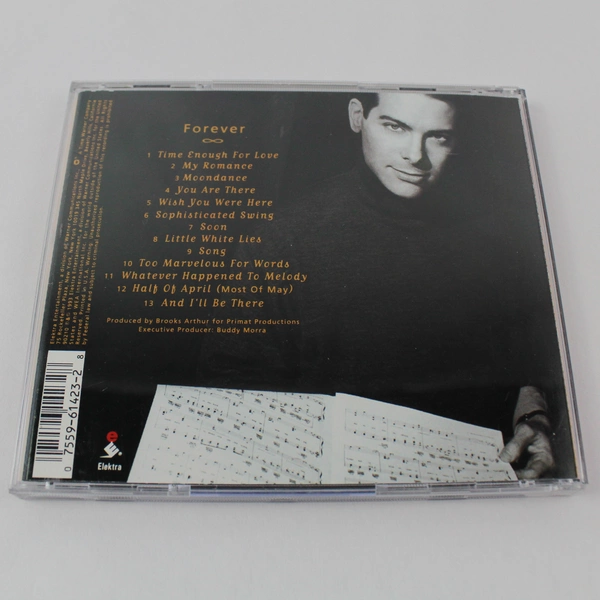 Forever
1 Time Enough For Love
2 My Romance
3 Moondance
4 You Are There
5 Wish You Were Here
6 Sophisticated Swing
7 Soon
8 Little White Lies
9 Song
10 Too Marvelous For Words
11 Whatever Happened To Melody
12 Half Of April (Most Of May)
13 And I'll Be There
Produced by Brooks Arthur for Primat Productions
Executive Producer: Buddy Morra
0 7559-61423-2 8
Elektra